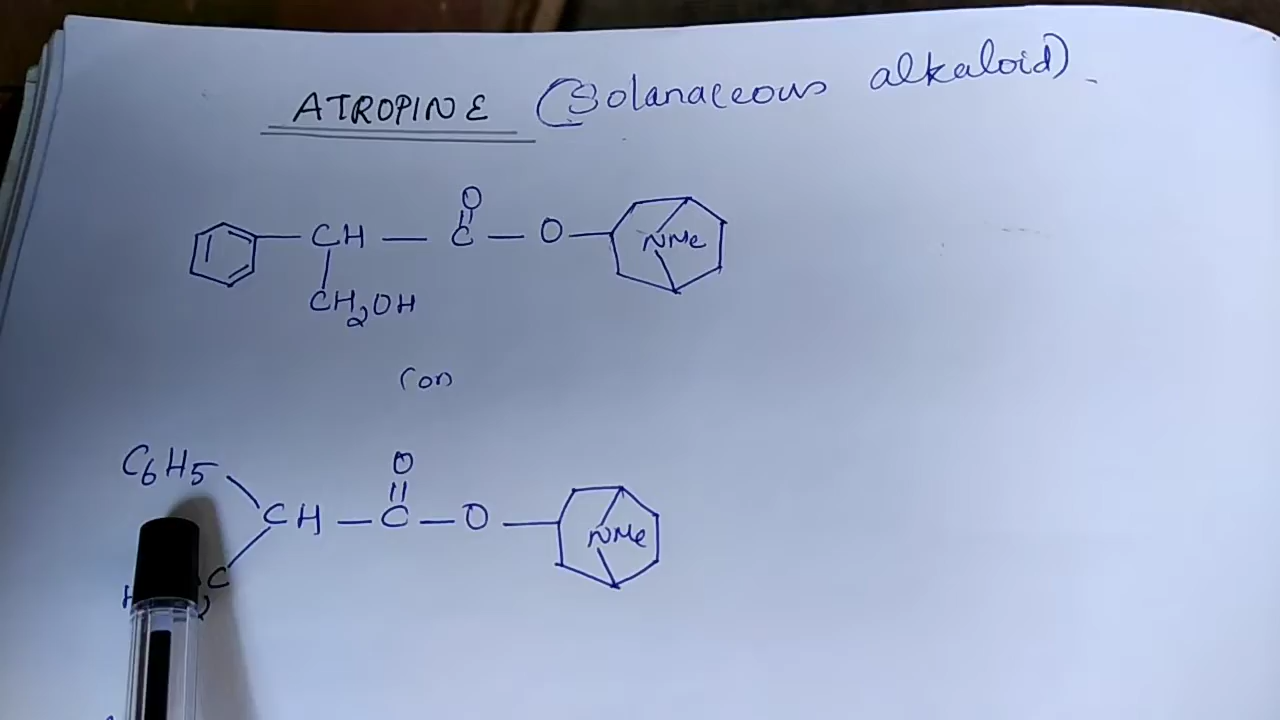 ATROPINE (Solanaceous alkaloid).
O
CH — C — O — NMe
CH2OH
(or)
C6H5 O
CH — C — O — NMe
C